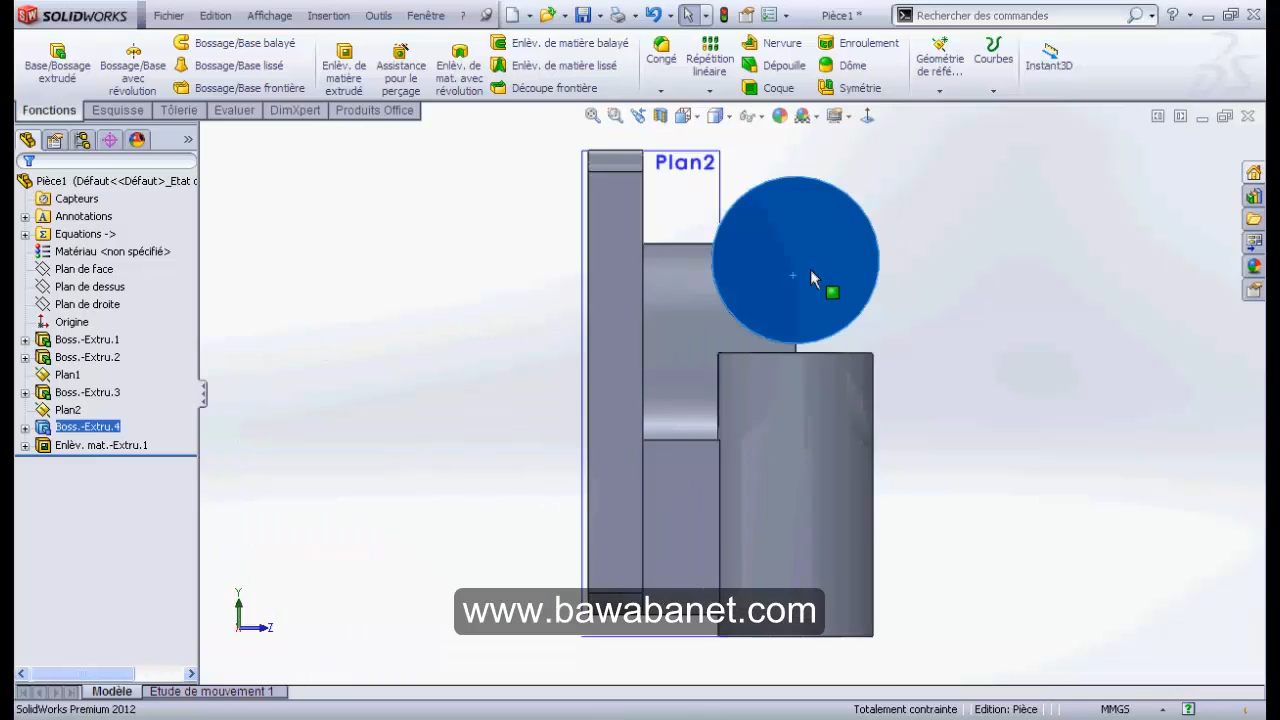 SOLIDWORKS
Fichier Edition Affichage Insertion Outils Fenêtre ?
Pièce1 *
Rechercher des commandes
Base/Bossage extrudé
Bossage/Base avec révolution
Bossage/Base balayé
Bossage/Base lissé
Bossage/Base frontière
Enlèv. de matière extrudé
Assistance pour le perçage
Enlèv. de mat. avec révolution
Enlèv. de matière balayé
Enlèv. de matière lissé
Découpe frontière
Congé
Répétition linéaire
Nervure
Dépouille
Coque
Enroulement
Dôme
Symétrie
Géométrie de réfé...
Courbes
Instant3D
Fonctions Esquisse Tôlerie Evaluer DimXpert Produits Office
Pièce1 (Défaut<<Défaut>_Etat d
Capteurs
Annotations
Equations ->
Matériau <non spécifié>
Plan de face
Plan de dessus
Plan de droite
Origine
Boss.-Extru.1
Boss.-Extru.2
Plan1
Boss.-Extru.3
Plan2
Boss.-Extru.4
Enlèv. mat.-Extru.1
Plan2
Y
Z
www.bawabanet.com
Modèle Etude de mouvement 1
SolidWorks Premium 2012
Totalement contrainte Edition: Pièce MMGS